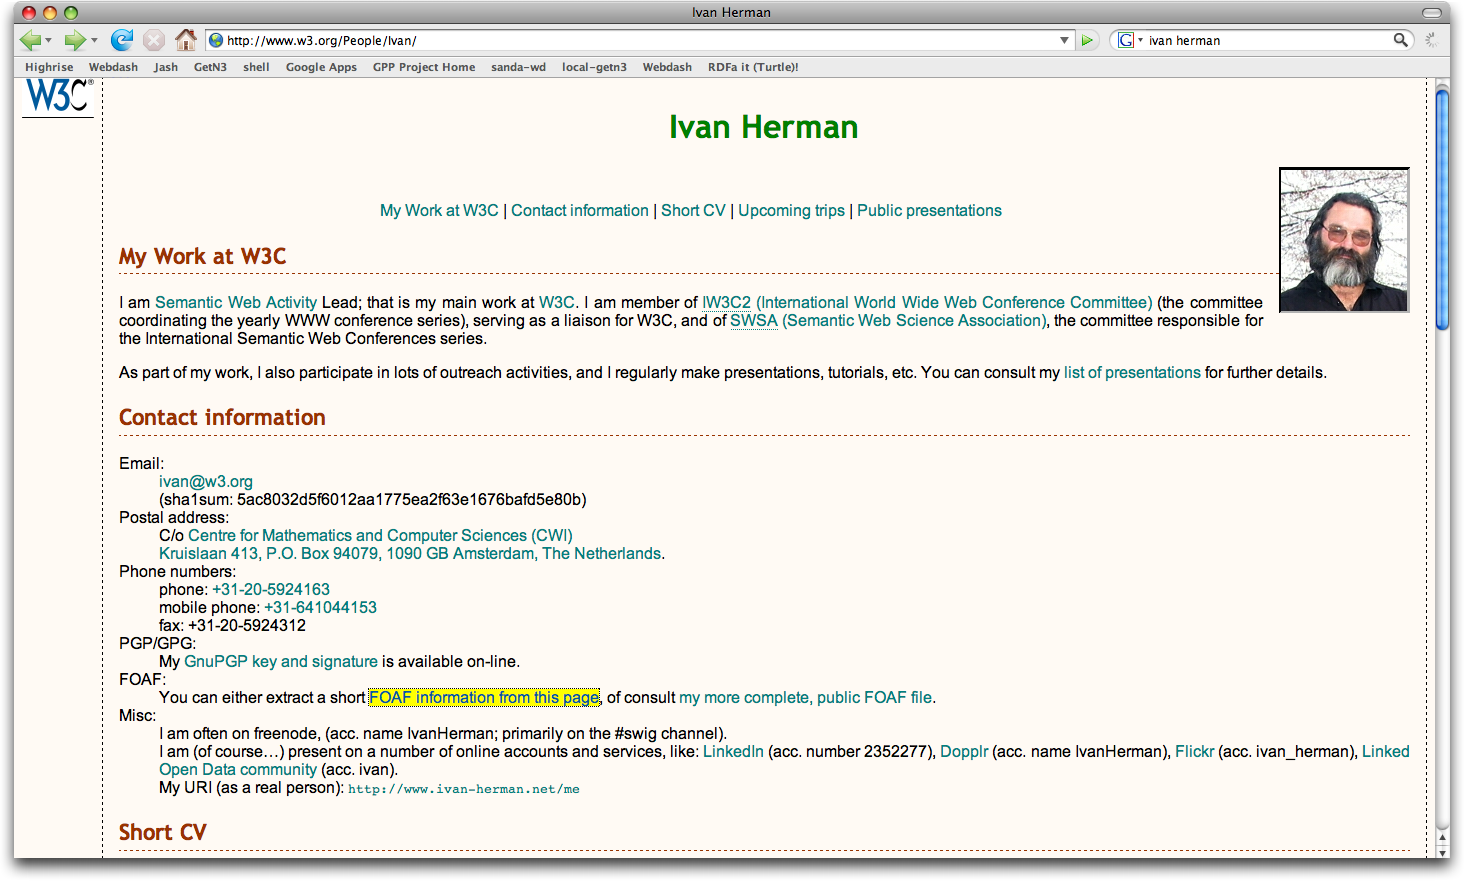 Ivan Herman
http://www.w3.org/People/Ivan/
G
ivan herman
Highrise Webdash Jash GetN3 shell Google Apps GPP Project Home sanda-wd local-getn3 Webdash RDFa it (Turtle)!
W3C®
Ivan Herman
My Work at W3C | Contact information | Short CV | Upcoming trips | Public presentations
My Work at W3C
I am Semantic Web Activity Lead; that is my main work at W3C. I am member of IW3C2 (International World Wide Web Conference Committee) (the committee
coordinating the yearly WWW conference series), serving as a liaison for W3C, and of SWSA (Semantic Web Science Association), the committee responsible for
the International Semantic Web Conferences series.
As part of my work, I also participate in lots of outreach activities, and I regularly make presentations, tutorials, etc. You can consult my list of presentations for further details.
Contact information
Email:
ivan@w3.org
(sha1sum: 5ac8032d5f6012aa1775ea2f63e1676bafd5e80b)
Postal address:
C/o Centre for Mathematics and Computer Sciences (CWI)
Kruislaan 413, P.O. Box 94079, 1090 GB Amsterdam, The Netherlands.
Phone numbers:
phone: +31-20-5924163
mobile phone: +31-641044153
fax: +31-20-5924312
PGP/GPG:
My GnuPGP key and signature is available on-line.
FOAF:
You can either extract a short FOAF information from this page, of consult my more complete, public FOAF file.
Misc:
I am often on freenode, (acc. name IvanHerman; primarily on the #swig channel).
I am (of course…) present on a number of online accounts and services, like: LinkedIn (acc. number 2352277), Dopplr (acc. name IvanHerman), Flickr (acc. ivan_herman), Linked
Open Data community (acc. ivan).
My URI (as a real person): http://www.ivan-herman.net/me
Short CV